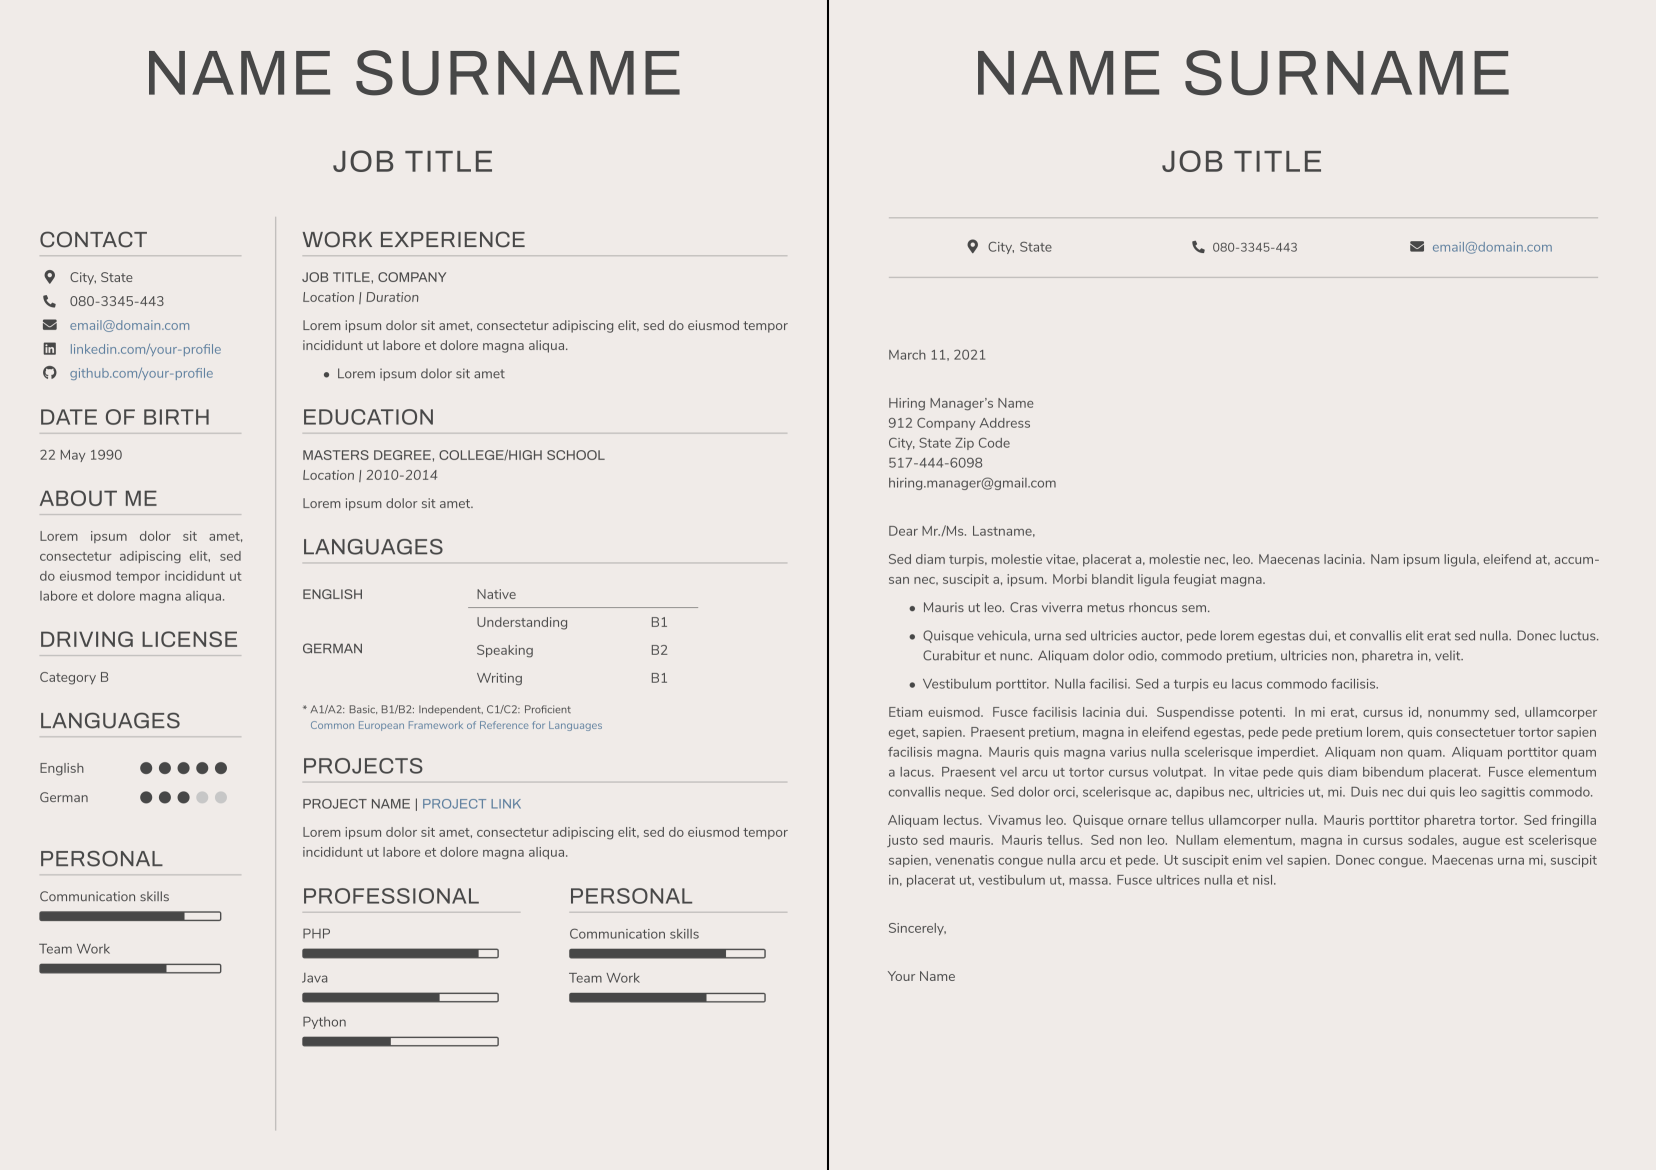 NAME SURNAME
JOB TITLE
CONTACT
City, State
080-3345-443
email@domain.com
linkedin.com/your-profile
github.com/your-profile
DATE OF BIRTH
22 May 1990
ABOUT ME
Lorem ipsum dolor sit amet,
consectetur adipiscing elit, sed
do eiusmod tempor incididunt ut
labore et dolore magna aliqua.
DRIVING LICENSE
Category B
LANGUAGES
English
German
PERSONAL
Communication skills
Team Work
WORK EXPERIENCE
JOB TITLE, COMPANY
Location | Duration
Lorem ipsum dolor sit amet, consectetur adipiscing elit, sed do eiusmod tempor
incididunt ut labore et dolore magna aliqua.
• Lorem ipsum dolor sit amet
EDUCATION
MASTERS DEGREE, COLLEGE/HIGH SCHOOL
Location | 2010-2014
Lorem ipsum dolor sit amet.
LANGUAGES
ENGLISH Native
Understanding B1
GERMAN Speaking B2
Writing B1
* A1/A2: Basic, B1/B2: Independent, C1/C2: Proficient
Common European Framework of Reference for Languages
PROJECTS
PROJECT NAME | PROJECT LINK
Lorem ipsum dolor sit amet, consectetur adipiscing elit, sed do eiusmod tempor
incididunt ut labore et dolore magna aliqua.
PROFESSIONAL
PHP
Java
Python
PERSONAL
Communication skills
Team Work
NAME SURNAME
JOB TITLE
City, State 080-3345-443 email@domain.com
March 11, 2021
Hiring Manager’s Name
912 Company Address
City, State Zip Code
517-444-6098
hiring.manager@gmail.com
Dear Mr./Ms. Lastname,
Sed diam turpis, molestie vitae, placerat a, molestie nec, leo. Maecenas lacinia. Nam ipsum ligula, eleifend at, accum-
san nec, suscipit a, ipsum. Morbi blandit ligula feugiat magna.
• Mauris ut leo. Cras viverra metus rhoncus sem.
• Quisque vehicula, urna sed ultricies auctor, pede lorem egestas dui, et convallis elit erat sed nulla. Donec luctus.
Curabitur et nunc. Aliquam dolor odio, commodo pretium, ultricies non, pharetra in, velit.
• Vestibulum porttitor. Nulla facilisi. Sed a turpis eu lacus commodo facilisis.
Etiam euismod. Fusce facilisis lacinia dui. Suspendisse potenti. In mi erat, cursus id, nonummy sed, ullamcorper
eget, sapien. Praesent pretium, magna in eleifend egestas, pede pede pretium lorem, quis consectetuer tortor sapien
facilisis magna. Mauris quis magna varius nulla scelerisque imperdiet. Aliquam non quam. Aliquam porttitor quam
a lacus. Praesent vel arcu ut tortor cursus volutpat. In vitae pede quis diam bibendum placerat. Fusce elementum
convallis neque. Sed dolor orci, scelerisque ac, dapibus nec, ultricies ut, mi. Duis nec dui quis leo sagittis commodo.
Aliquam lectus. Vivamus leo. Quisque ornare tellus ullamcorper nulla. Mauris porttitor pharetra tortor. Sed fringilla
justo sed mauris. Mauris tellus. Sed non leo. Nullam elementum, magna in cursus sodales, augue est scelerisque
sapien, venenatis congue nulla arcu et pede. Ut suscipit enim vel sapien. Donec congue. Maecenas urna mi, suscipit
in, placerat ut, vestibulum ut, massa. Fusce ultrices nulla et nisl.
Sincerely,
Your Name